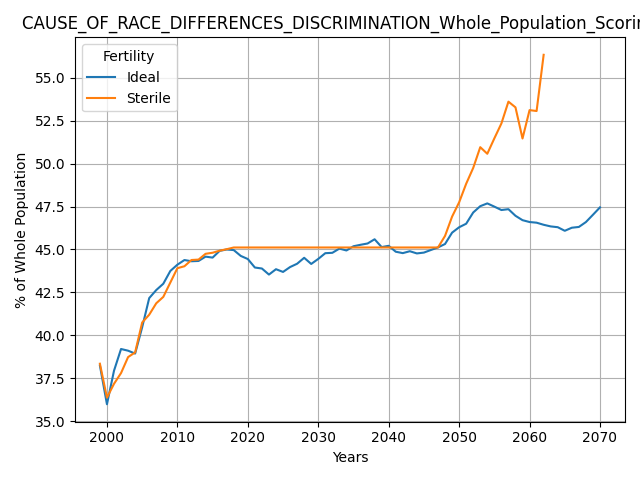 CAUSE_OF_RACE_DIFFERENCES_DISCRIMINATION_Whole_Population_Scorin
Fertility
Ideal
Sterile
% of Whole Population
55.0
52.5
50.0
47.5
45.0
42.5
40.0
37.5
35.0
2000
2010
2020
2030
2040
2050
2060
2070
Years